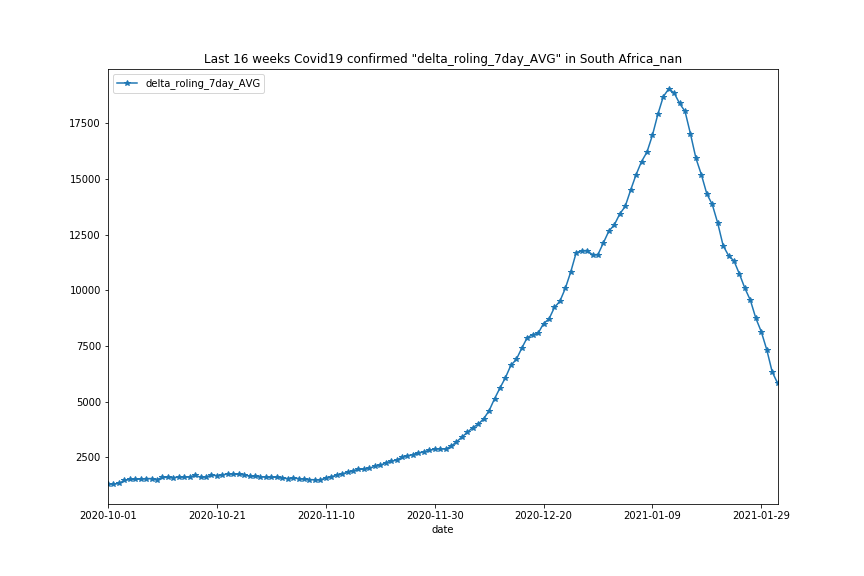 Last 16 weeks Covid19 confirmed "delta_roling_7day_AVG" in South Africa_nan
delta_roling_7day_AVG
17500
15000
12500
10000
7500
5000
2500
2020-10-01 2020-10-21 2020-11-10 2020-11-30 2020-12-20 2021-01-09 2021-01-29
date